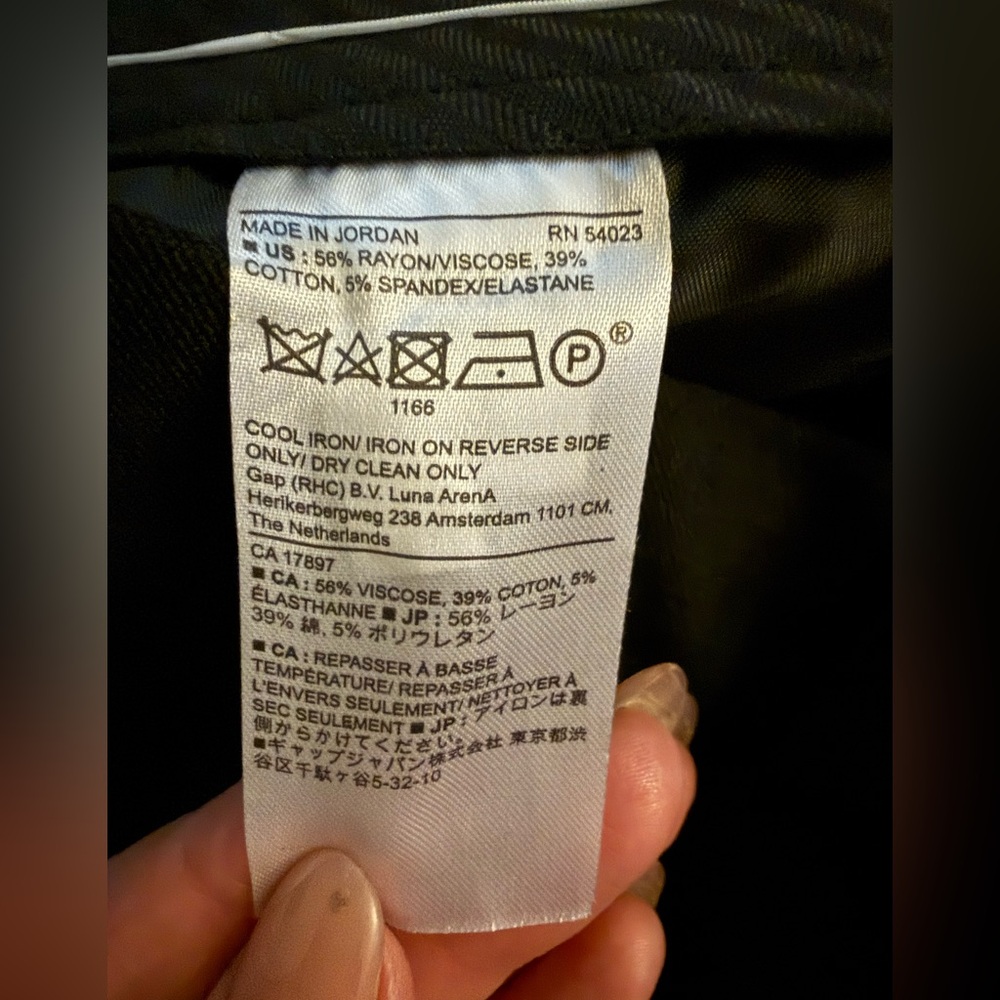 MADE IN JORDAN RN 54023
■ US : 56% RAYON/VISCOSE, 39%
COTTON, 5% SPANDEX/ELASTANE
P ®
1166
COOL IRON/ IRON ON REVERSE SIDE
ONLY/ DRY CLEAN ONLY
Gap (RHC) B.V. Luna ArenA
Herikerbergweg 238 Amsterdam 1101 CM,
The Netherlands
CA 17897
■ CA : 56% VISCOSE, 39% COTON, 5%
ÉLASTHANNE ■ JP : 56% レーヨン
39% 綿, 5% ポリウレタン
■ CA : REPASSER À BASSE
TEMPÉRATURE/ REPASSER À
L'ENVERS SEULEMENT/ NETTOYER À
SEC SEULEMENT ■ JP : アイロンは裏
側からかけてください。
■ギャップジャパン株式会社 東京都渋
谷区千駄ヶ谷5-32-10